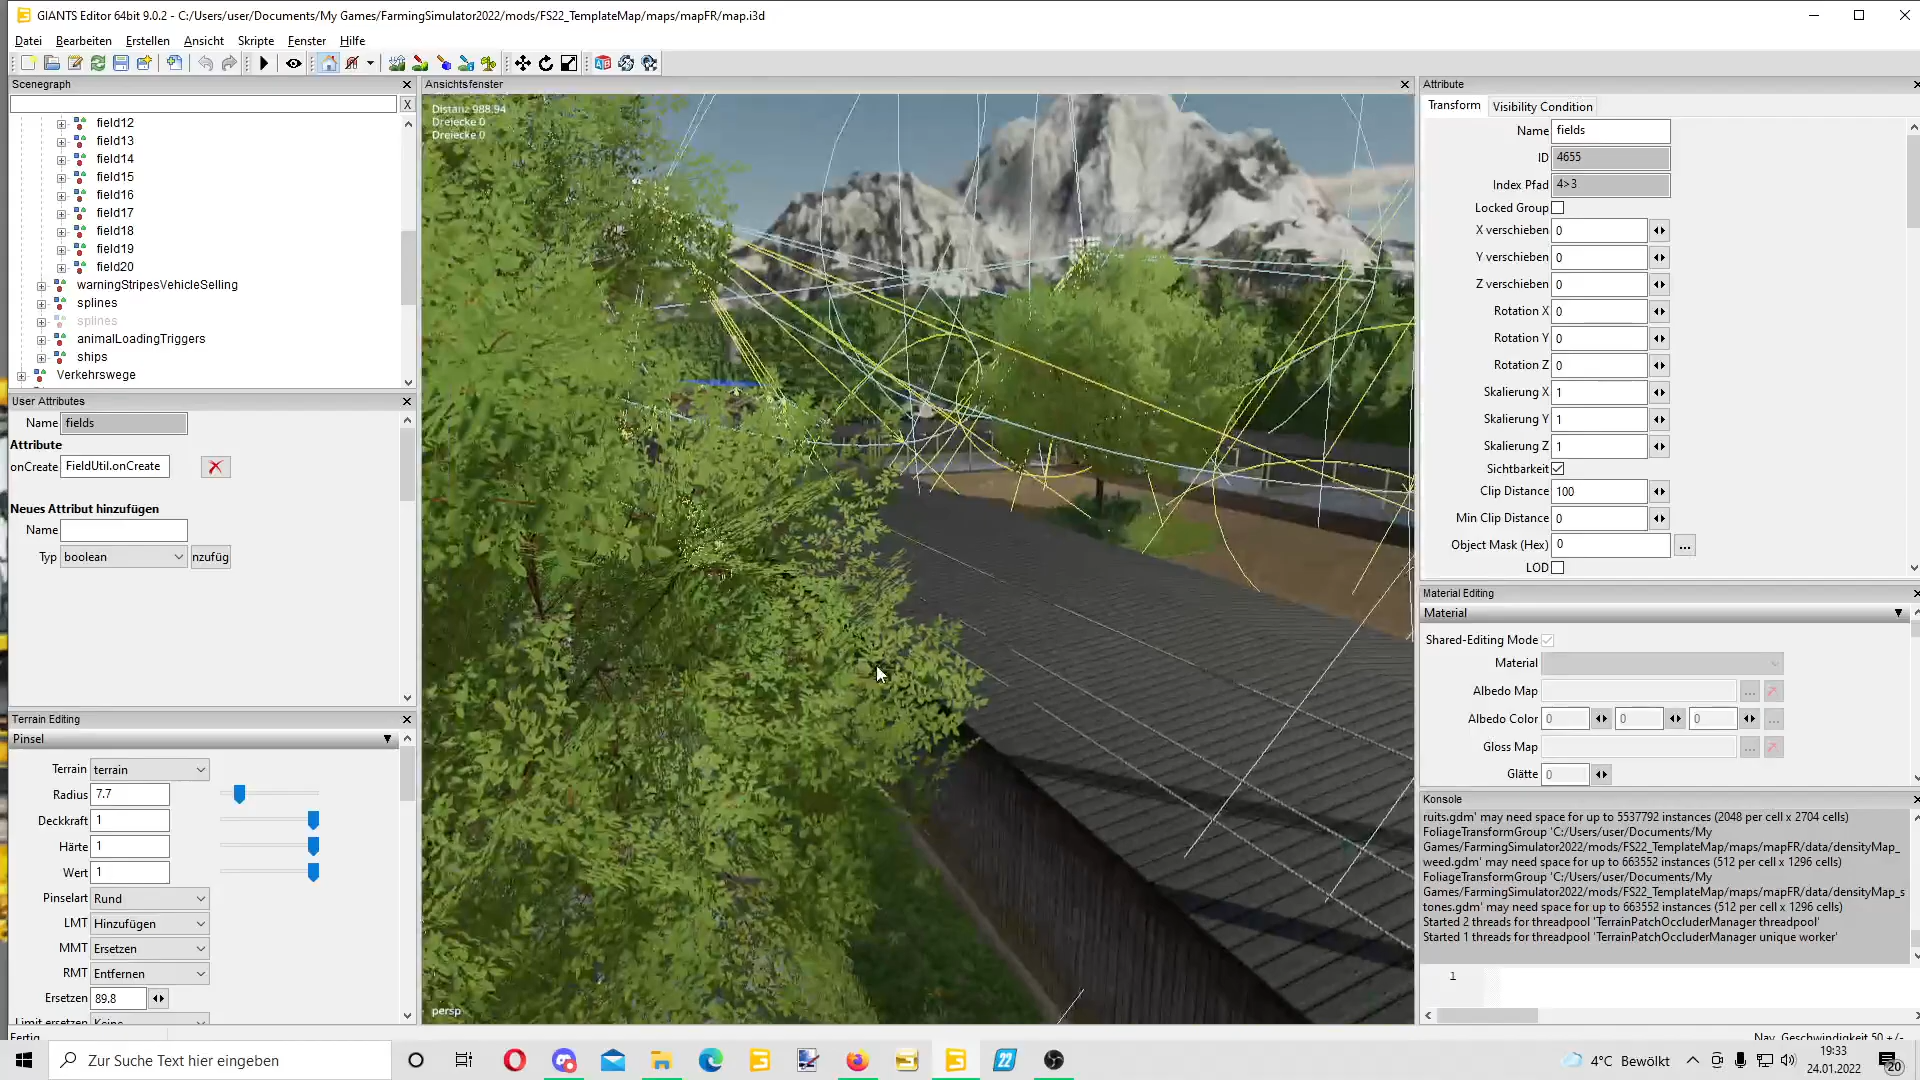 GIANTS Editor 64bit 9.0.2 - C:/Users/user/Documents/My Games/FarmingSimulator2022/mods/FS22_TemplateMap/maps/mapFR/map.i3d
Datei Bearbeiten Erstellen Ansicht Skripte Fenster Hilfe
Scenegraph
X
field12
field13
field14
field15
field16
field17
field18
field19
field20
warningStripesVehicleSelling
splines
splines
animalLoadingTriggers
ships
Verkehrswege
User Attributes
Name fields
Attribute
onCreate FieldUtil.onCreate
Neues Attribut hinzufügen
Name
Typ boolean nzufüg
Terrain Editing
Pinsel
Terrain terrain
Radius 7.7
Deckkraft 1
Härte 1
Wert 1
Pinselart Rund
LMT Hinzufügen
MMT Ersetzen
RMT Entfernen
Ersetzen 89.8
Limit ersetzen Keine
Fertig
Ansichtsfenster
Distanz 988.94
Dreiecke 0
Dreiecke 0
persp
Attribute
Transform Visibility Condition
Name fields
ID 4655
Index Pfad 4>3
Locked Group
X verschieben 0
Y verschieben 0
Z verschieben 0
Rotation X 0
Rotation Y 0
Rotation Z 0
Skalierung X 1
Skalierung Y 1
Skalierung Z 1
Sichtbarkeit
Clip Distance 100
Min Clip Distance 0
Object Mask (Hex) 0 ...
LOD
Material Editing
Material
Shared-Editing Mode
Material
Albedo Map ...
Albedo Color 0 0 0 ...
Gloss Map ...
Glätte 0
Konsole
ruits.gdm' may need space for up to 5537792 instances (2048 per cell x 2704 cells)
FoliageTransformGroup 'C:/Users/user/Documents/My
Games/FarmingSimulator2022/mods/FS22_TemplateMap/maps/mapFR/data/densityMap_
weed.gdm' may need space for up to 663552 instances (512 per cell x 1296 cells)
FoliageTransformGroup 'C:/Users/user/Documents/My
Games/FarmingSimulator2022/mods/FS22_TemplateMap/maps/mapFR/data/densityMap_s
tones.gdm' may need space for up to 663552 instances (512 per cell x 1296 cells)
Started 2 threads for threadpool 'TerrainPatchOccluderManager threadpool'
Started 1 threads for threadpool 'TerrainPatchOccluderManager unique worker'
1
Nav. Geschwindigkeit 50 +/-
Zur Suche Text hier eingeben
22
4°C Bewölkt
19:33
24.01.2022
20